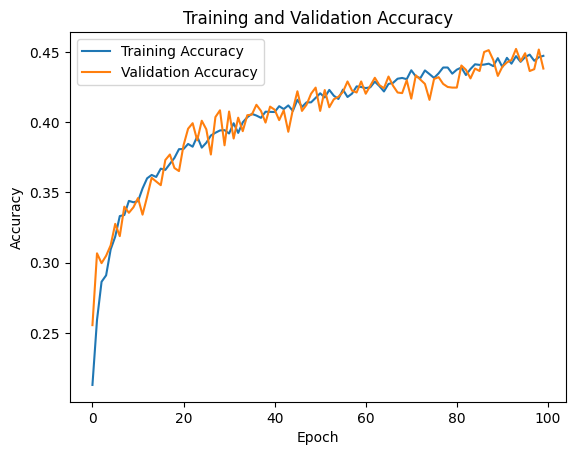 Training and Validation Accuracy
Training Accuracy
Validation Accuracy
0.45
0.40
0.35
0.30
0.25
Accuracy
0
20
40
60
80
100
Epoch